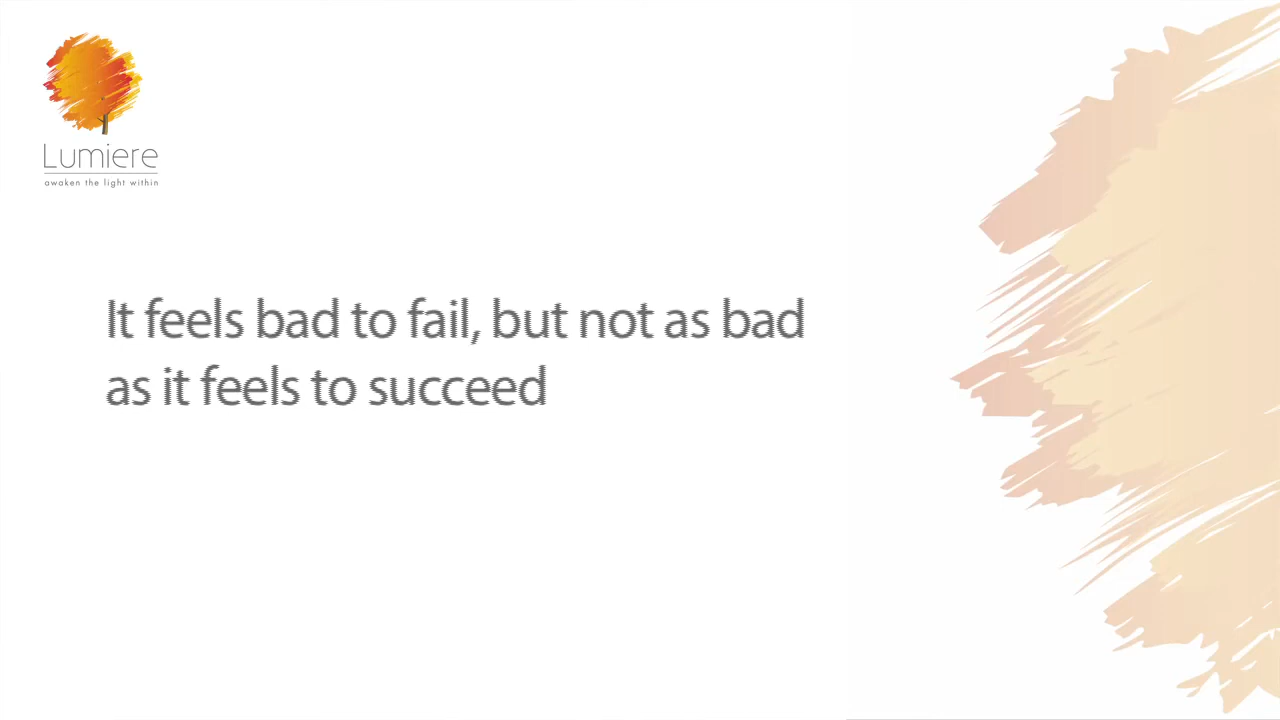 Lumiere
awaken the light within
It feels bad to fail, but not as bad
as it feels to succeed